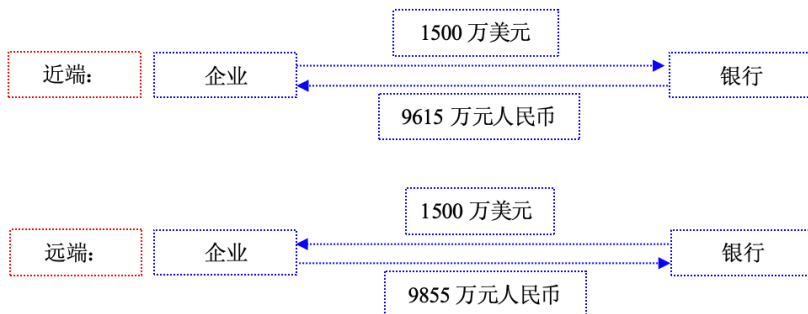 1500 万美元
近端：
企业
银行
9615 万元人民币
1500 万美元
远端：
企业
银行
9855 万元人民币